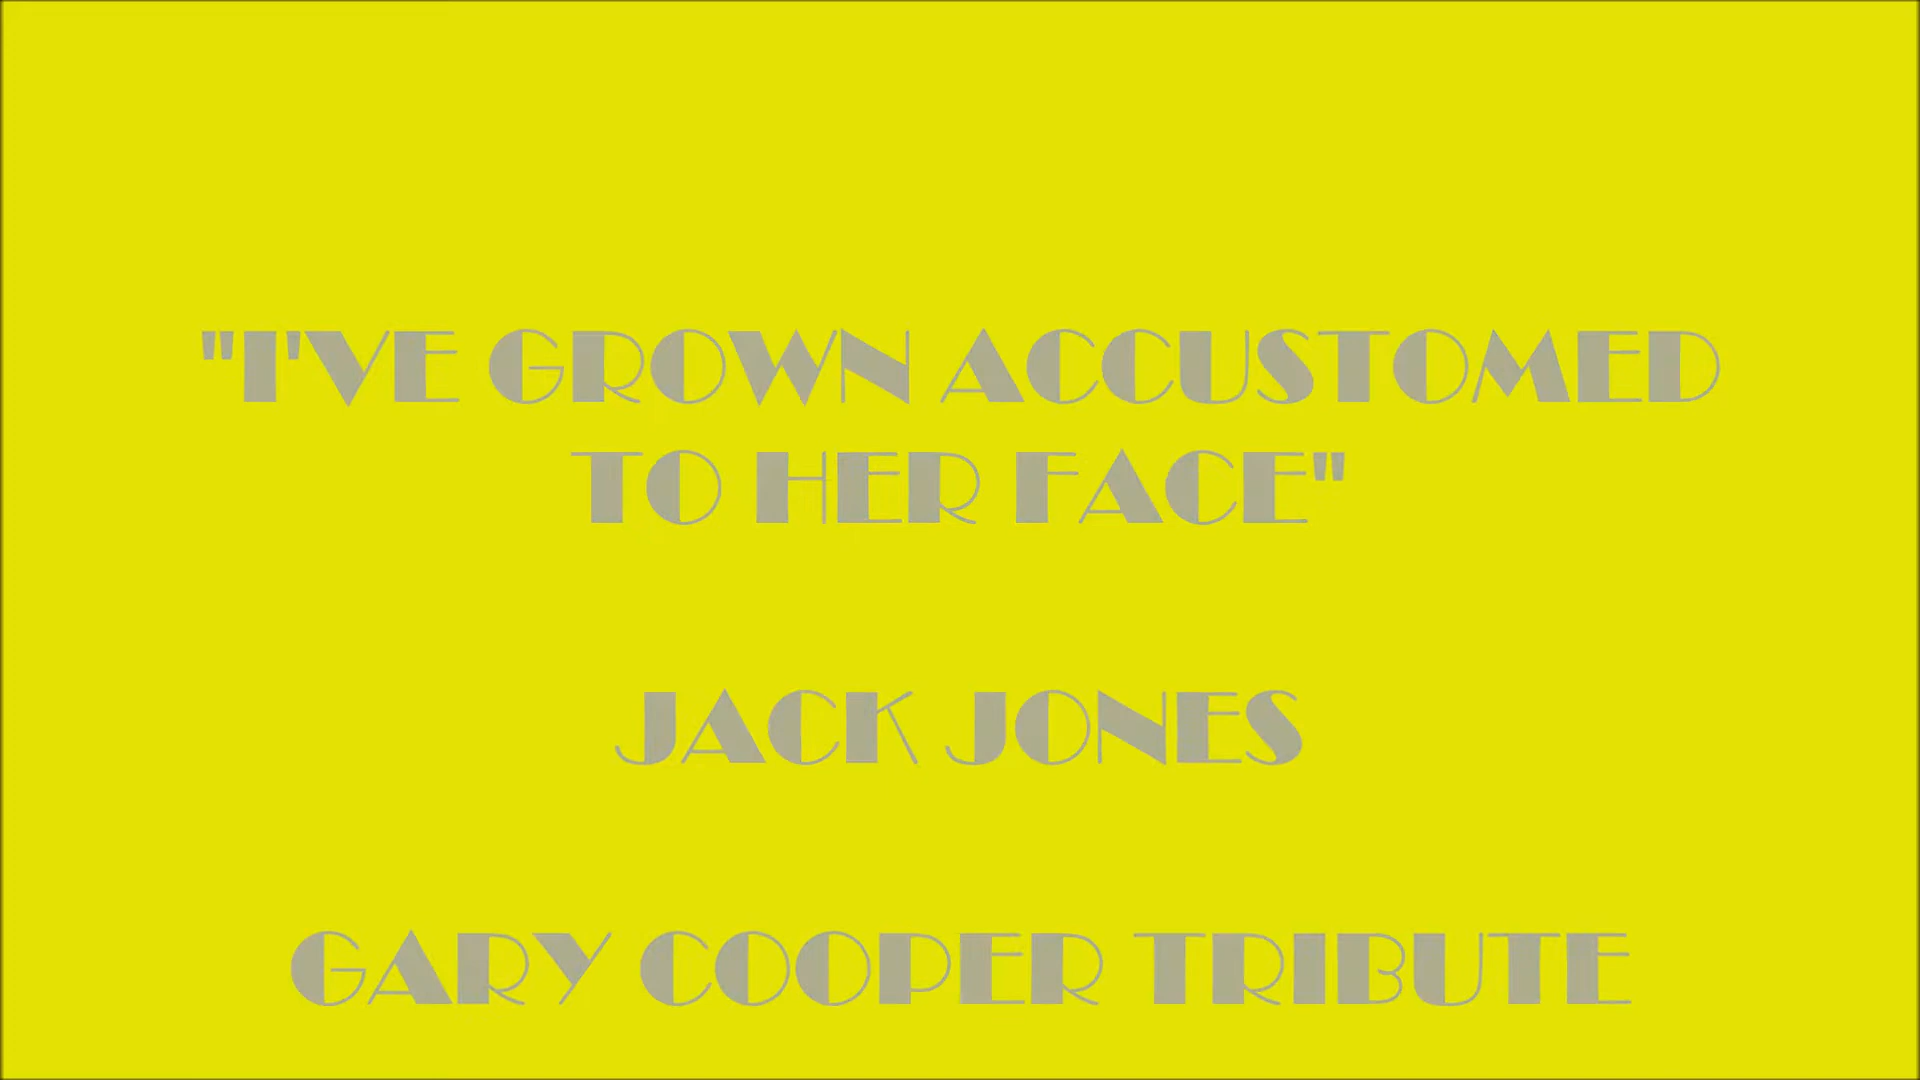 "I'VE GROWN ACCUSTOMED
TO HER FACE"
JACK JONES
GARY COOPER TRIBUTE